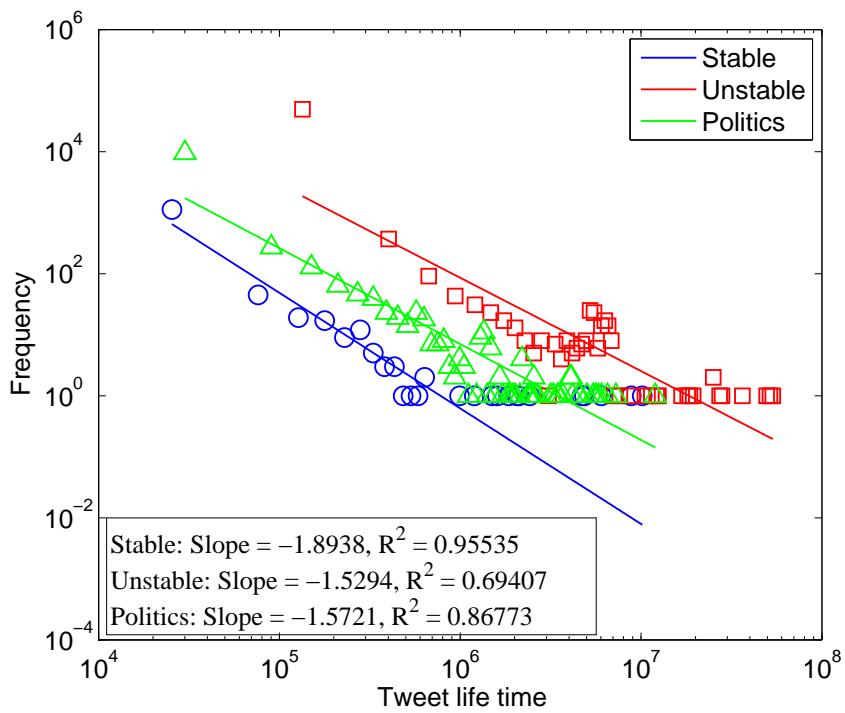 10^6
10^4
10^2
10^0
10^−2
10^−4
Frequency
Stable
Unstable
Politics
Stable: Slope = −1.8938, R^2 = 0.95535
Unstable: Slope = −1.5294, R^2 = 0.69407
Politics: Slope = −1.5721, R^2 = 0.86773
10^4 10^5 10^6 10^7 10^8
Tweet life time